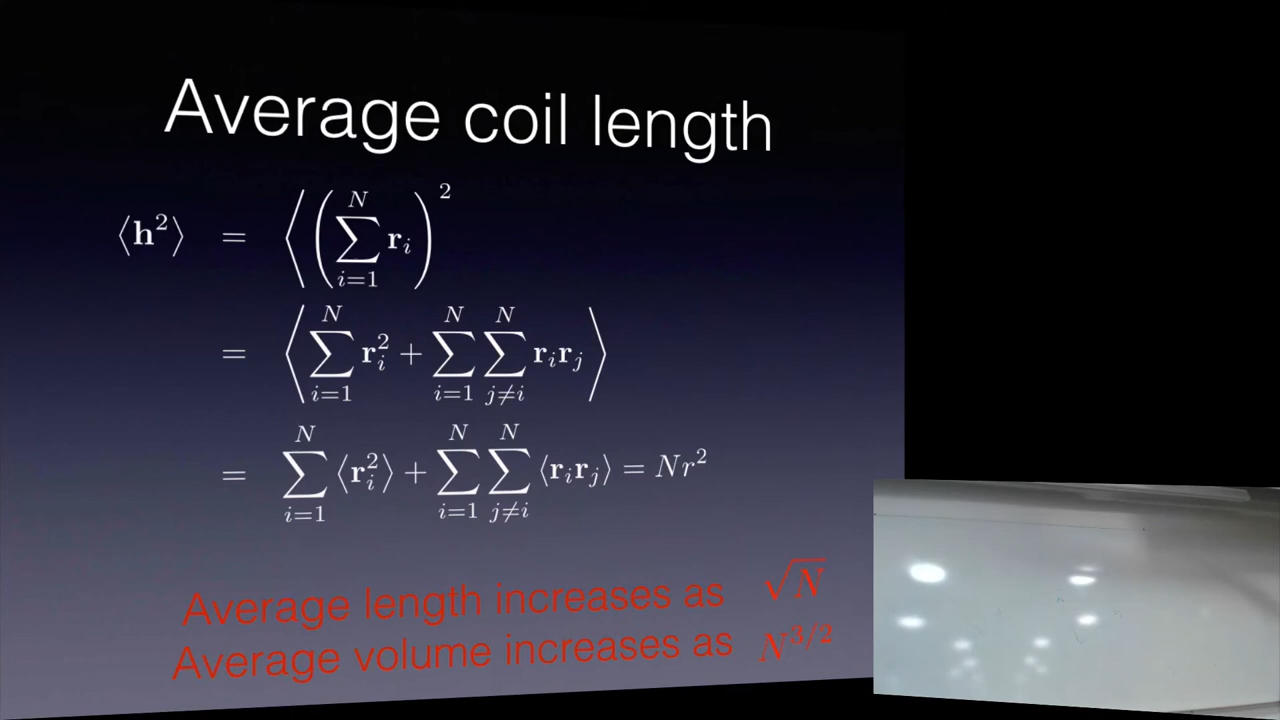 Average coil length
⟨h²⟩ = ⟨(∑_{i=1}^{N} r_i)²
= ⟨∑_{i=1}^{N} r_i² + ∑_{i=1}^{N} ∑_{j≠i}^{N} r_i r_j⟩
= ∑_{i=1}^{N} ⟨r_i²⟩ + ∑_{i=1}^{N} ∑_{j≠i}^{N} ⟨r_i r_j⟩ = Nr²
Average length increases as √N
Average volume increases as N^{3/2}